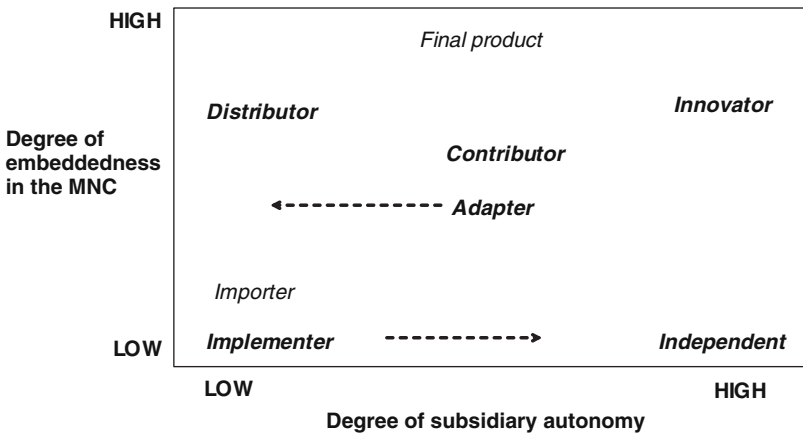 HIGH
Final product
Distributor
Innovator
Degree of
embeddedness
in the MNC
Contributor
Adapter
Importer
LOW
Implementer
Independent
LOW
HIGH
Degree of subsidiary autonomy